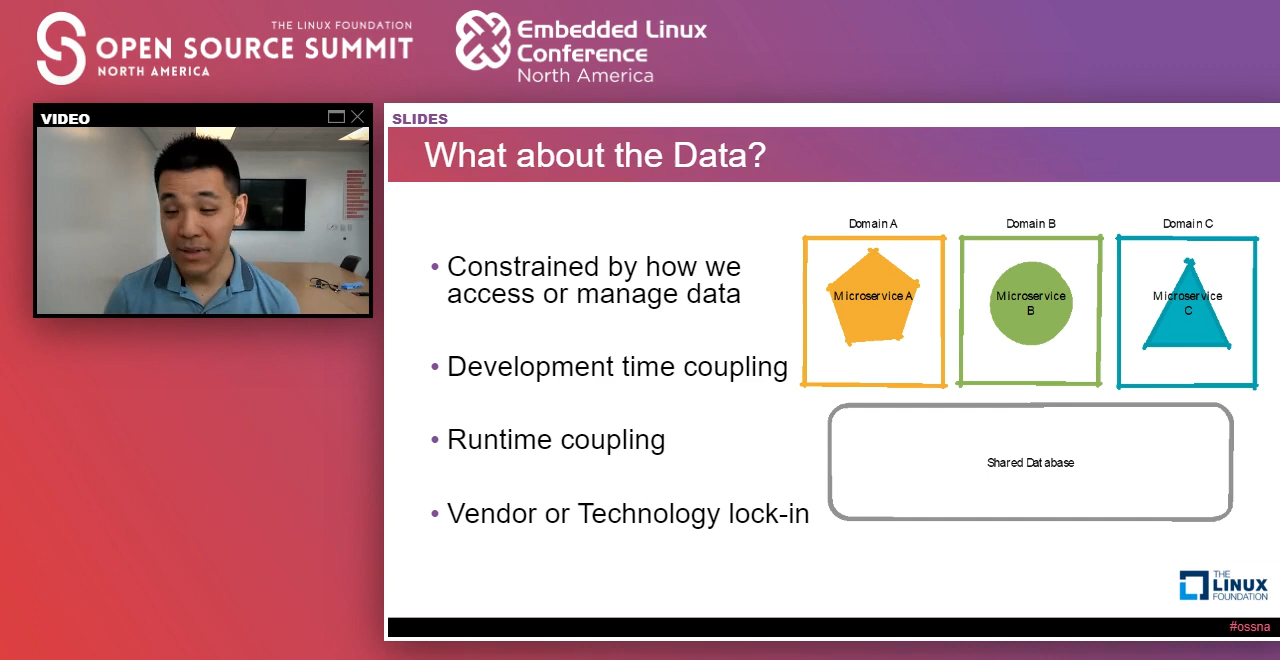 THE LINUX FOUNDATION
OPEN SOURCE SUMMIT
NORTH AMERICA
Embedded Linux
Conference
North America
VIDEO
SLIDES
What about the Data?
• Constrained by how we
access or manage data
• Development time coupling
• Runtime coupling
• Vendor or Technology lock-in
Domain A
Domain B
Domain C
Microservice A
Microservice
B
Microservice
C
Shared Database
THE
LINUX
FOUNDATION
#ossna